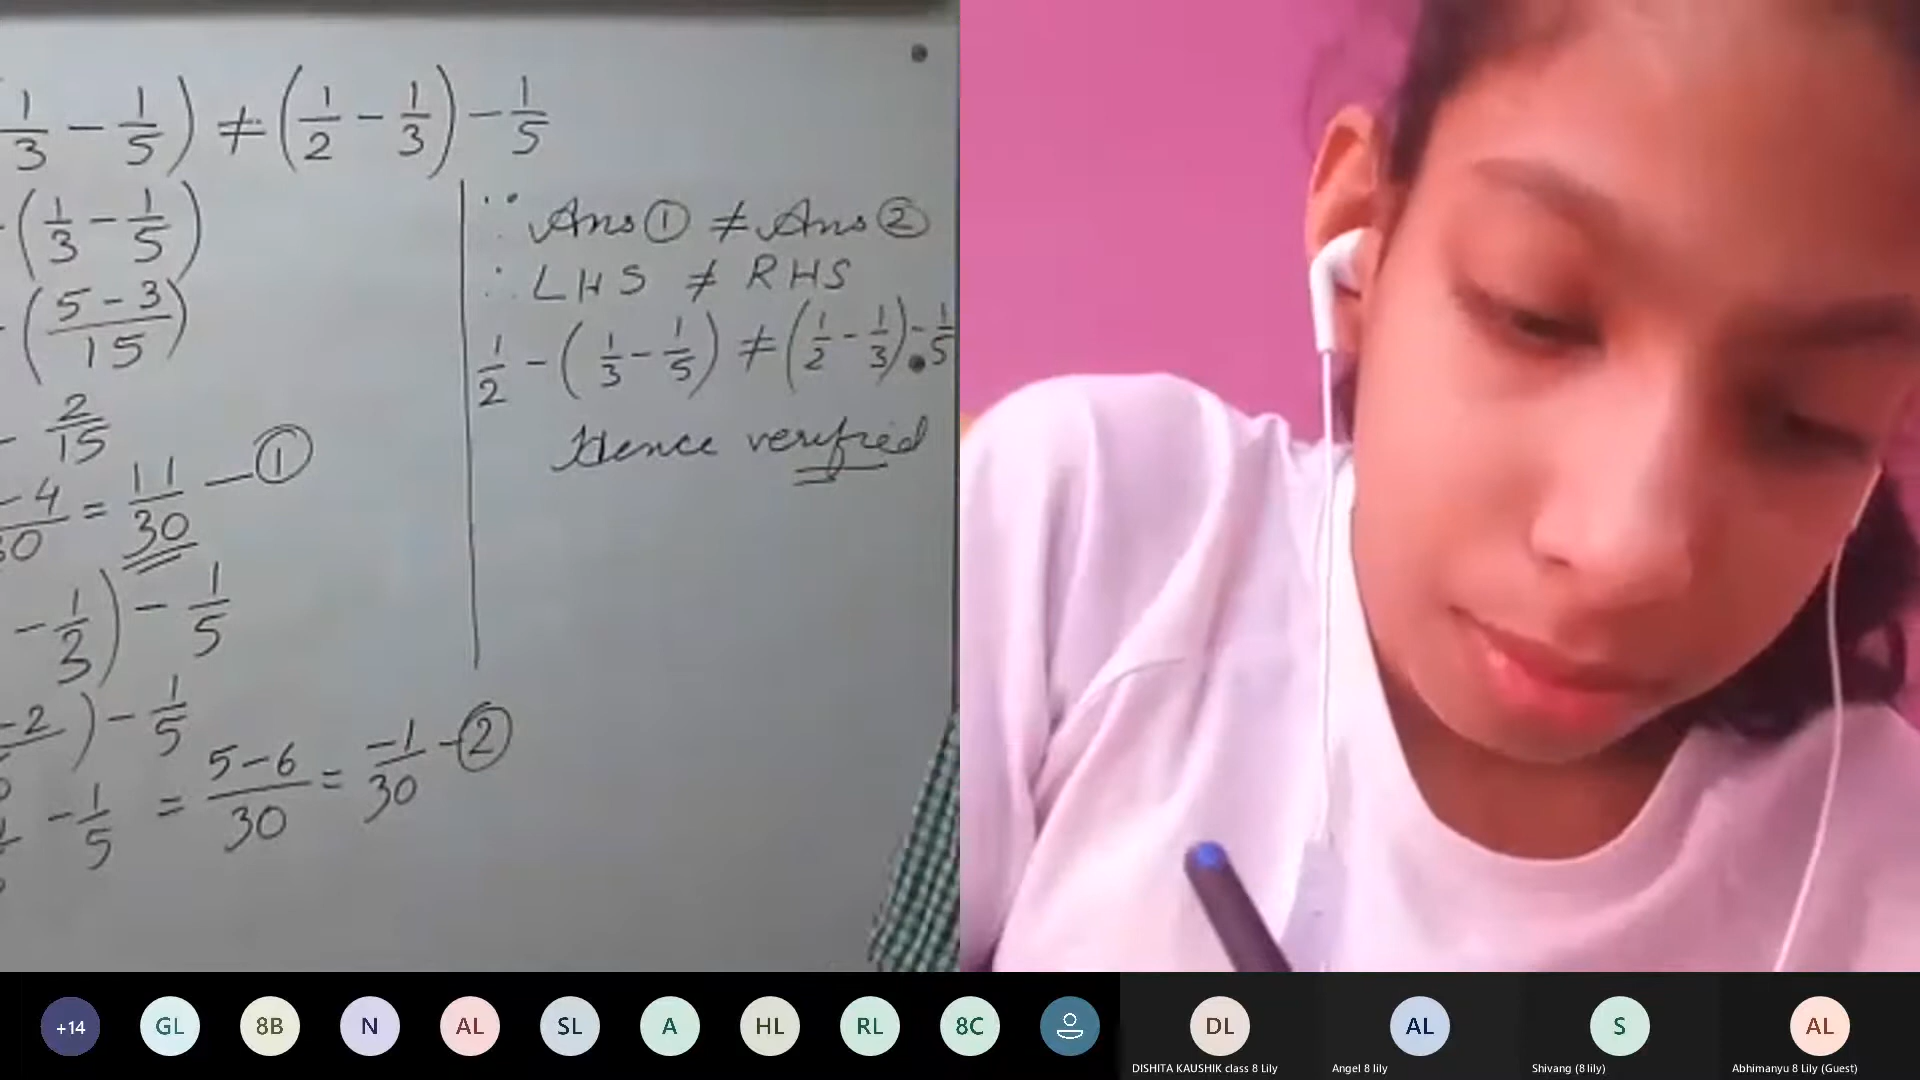 1/3 - 1/5) ≠ (1/2 - 1/3) - 1/5
-(1/3 - 1/5)
-(5-3/15)
- 2/15
-4/30 = 11/30 - ①
- 1/3) - 1/5
-2/) - 1/5
- 1/5 = 5-6/30 = -1/30 - ②
∵ Ans ① ≠ Ans ②
∴ LHS ≠ RHS
1/2 - (1/3 - 1/5) ≠ (1/2 - 1/3) - 1/5
Hence verified
+14 GL 8B N AL SL A HL RL 8C DL AL S AL
DISHITA KAUSHIK class 8 Lily Angel 8 lily Shivang (8 lily) Abhimanyu 8 Lily (Guest)